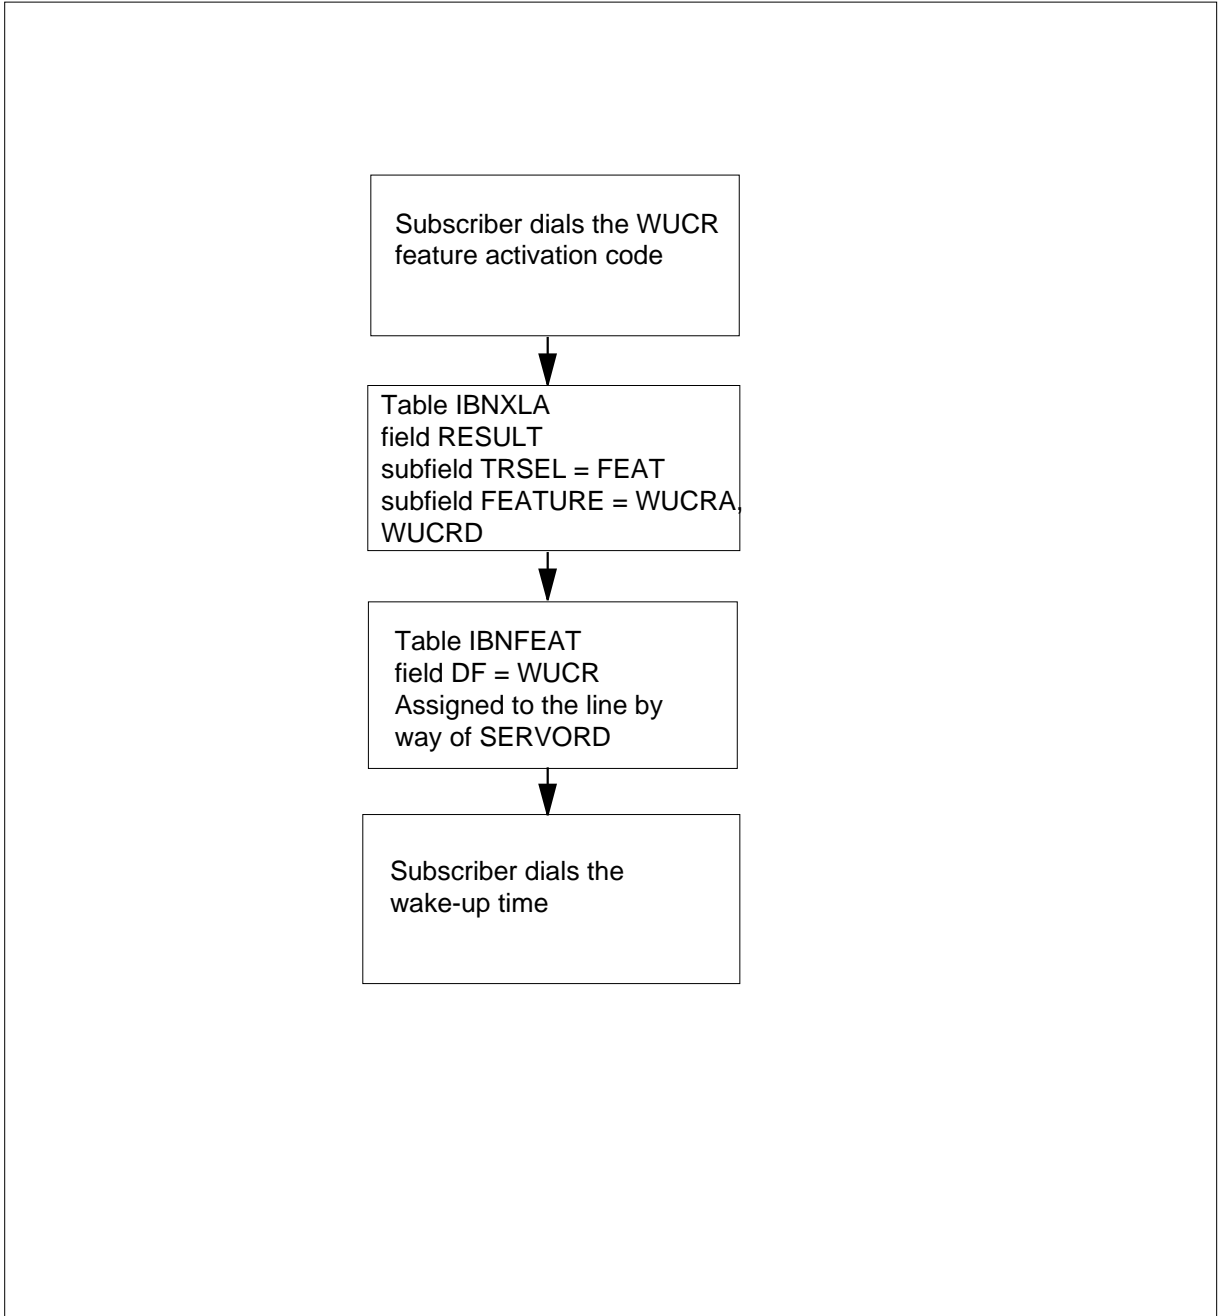 Subscriber dials the WUCR
feature activation code
Table IBNXLA
field RESULT
subfield TRSEL = FEAT
subfield FEATURE = WUCRA,
WUCRD
Table IBNFEAT
field DF = WUCR
Assigned to the line by
way of SERVORD
Subscriber dials the
wake-up time